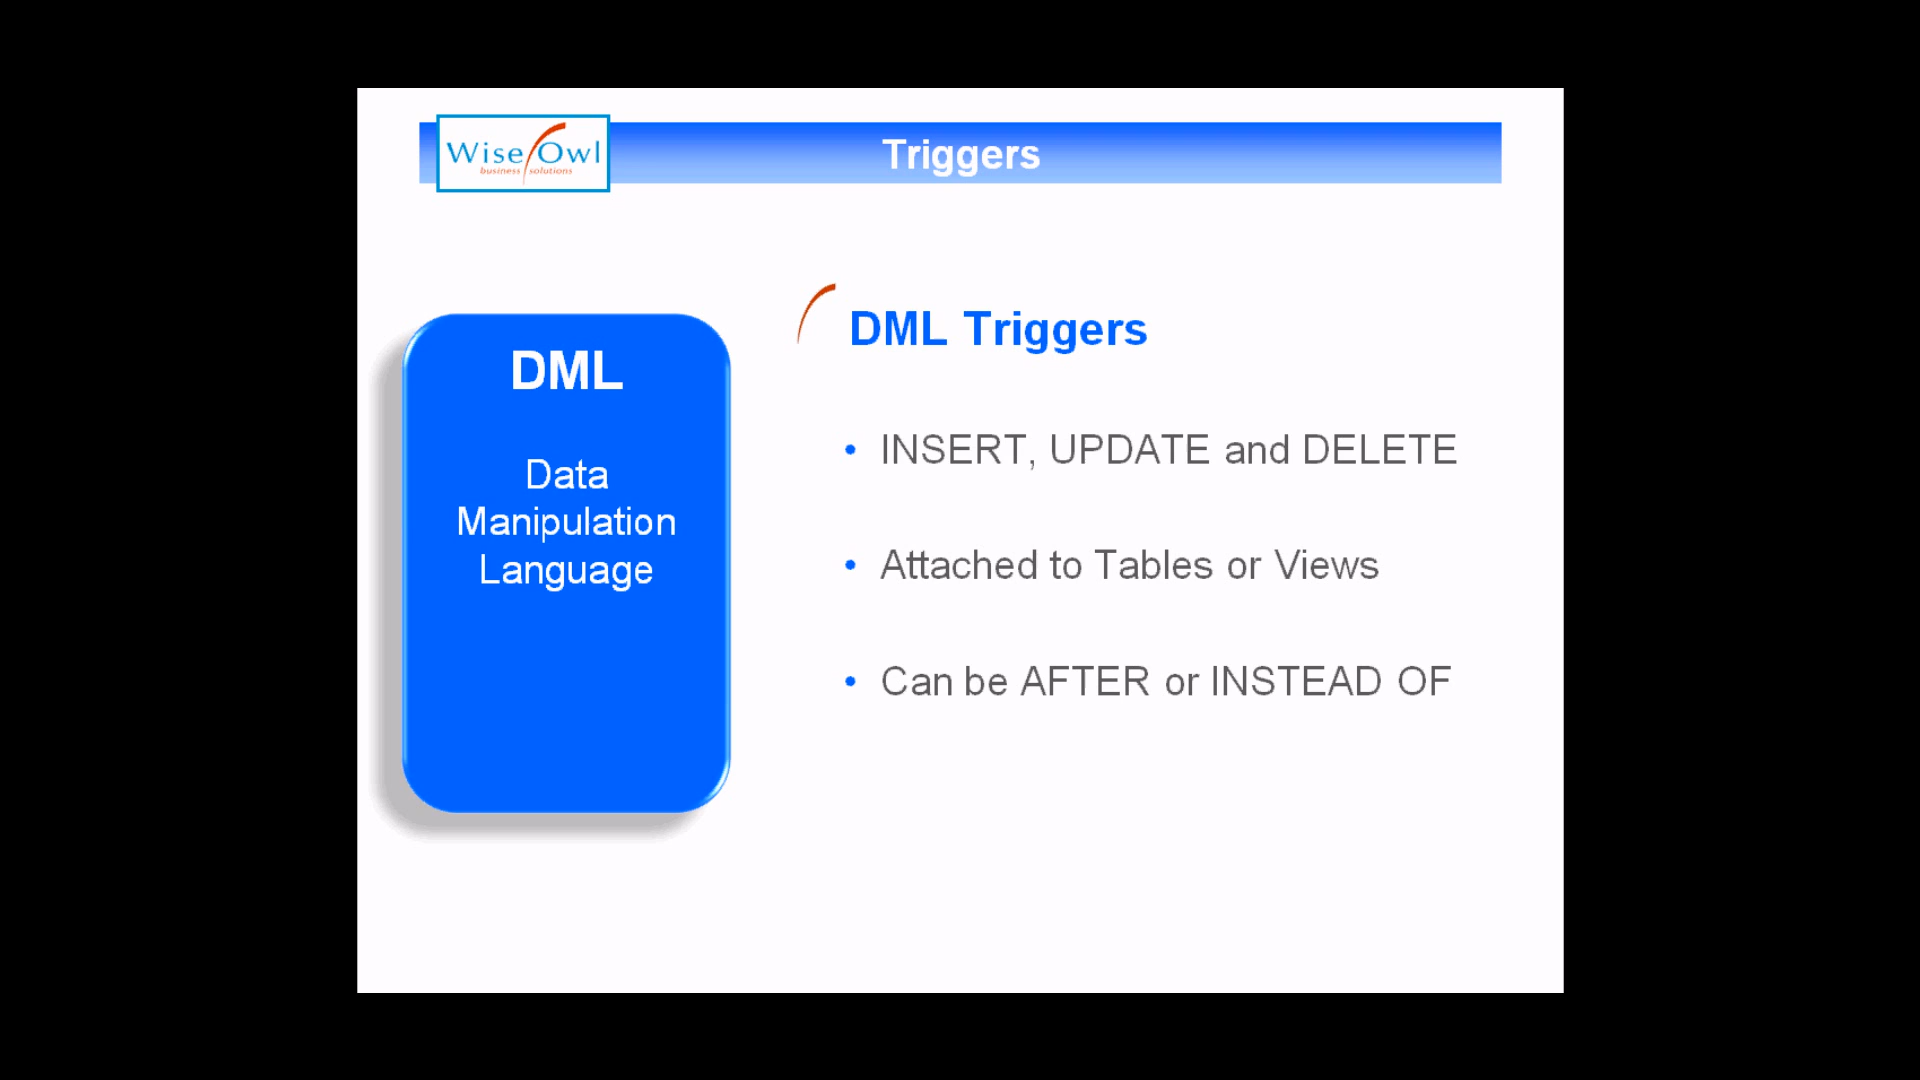 Wise Owl
business solutions
Triggers
DML
Data
Manipulation
Language
DML Triggers
• INSERT, UPDATE and DELETE
• Attached to Tables or Views
• Can be AFTER or INSTEAD OF